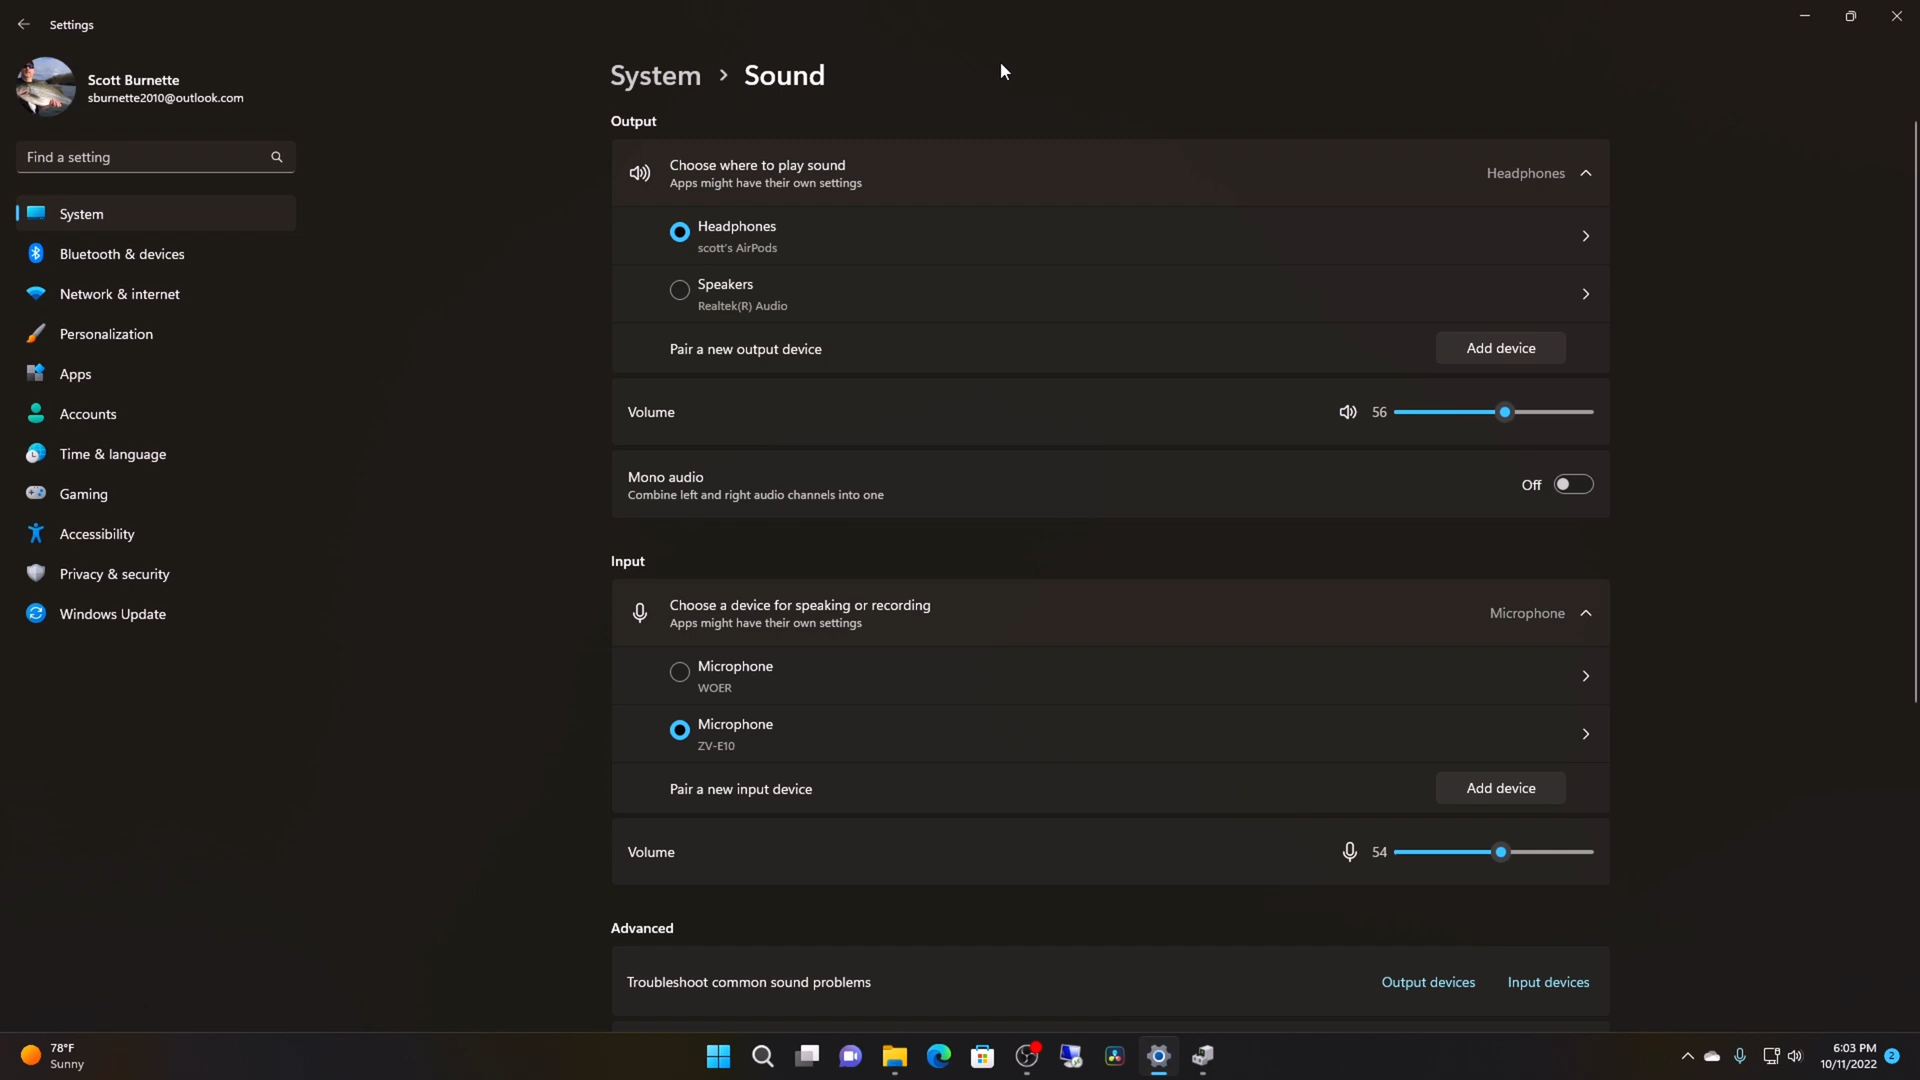 Settings
Scott Burnette
sburnette2010@outlook.com
Find a setting
System
Bluetooth & devices
Network & internet
Personalization
Apps
Accounts
Time & language
Gaming
Accessibility
Privacy & security
Windows Update
System > Sound
Output
Choose where to play sound
Apps might have their own settings
Headphones
Headphones
scott's AirPods
Speakers
Realtek(R) Audio
Pair a new output device
Add device
Volume
56
Mono audio
Combine left and right audio channels into one
Off
Input
Choose a device for speaking or recording
Apps might have their own settings
Microphone
Microphone
WOER
Microphone
ZV-E10
Pair a new input device
Add device
Volume
54
Advanced
Troubleshoot common sound problems
Output devices
Input devices
78°F
Sunny
6:03 PM
10/11/2022
2